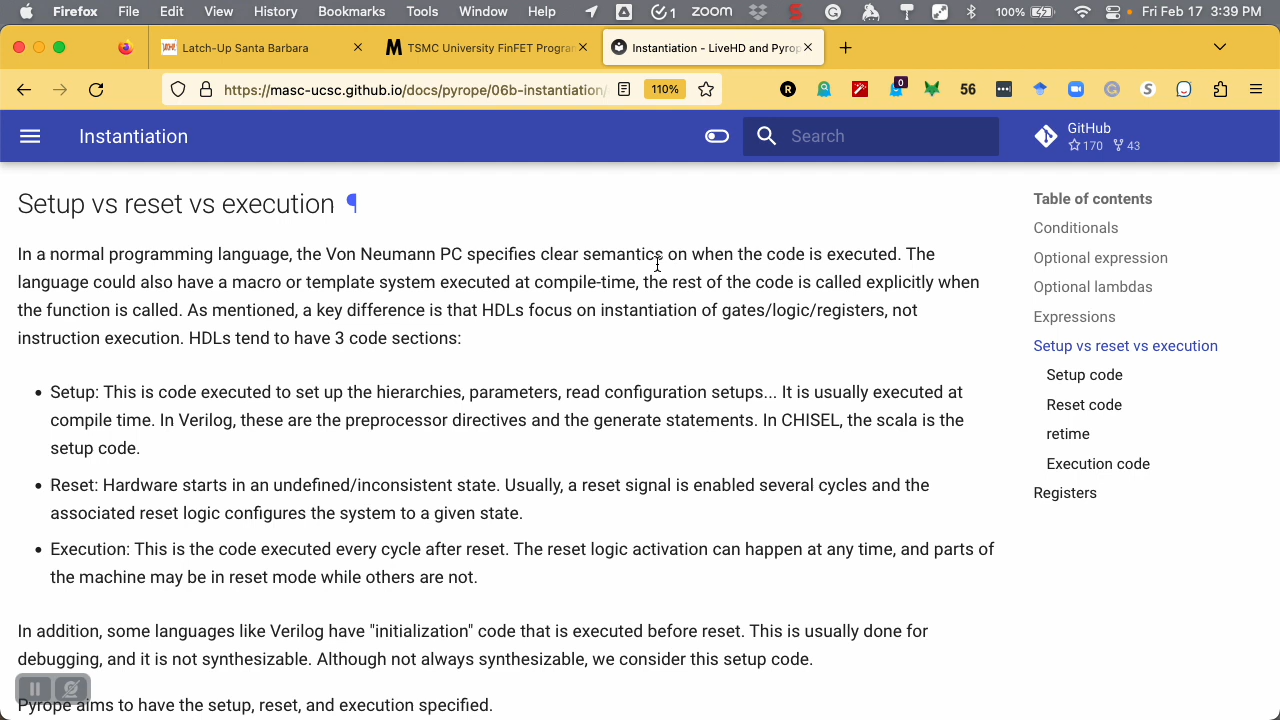 Firefox File Edit View History Bookmarks Tools Window Help 1 zoom 100% Fri Feb 17 3:39 PM
Latch-Up Santa Barbara TSMC University FinFET Progra Instantiation - LiveHD and Pyrop
https://masc-ucsc.github.io/docs/pyrope/06b-instantiation/ 110% R 0 56 S
Instantiation Search GitHub
170 43
Setup vs reset vs execution ¶
In a normal programming language, the Von Neumann PC specifies clear semantics on when the code is executed. The
language could also have a macro or template system executed at compile-time, the rest of the code is called explicitly when
the function is called. As mentioned, a key difference is that HDLs focus on instantiation of gates/logic/registers, not
instruction execution. HDLs tend to have 3 code sections:
• Setup: This is code executed to set up the hierarchies, parameters, read configuration setups... It is usually executed at
compile time. In Verilog, these are the preprocessor directives and the generate statements. In CHISEL, the scala is the
setup code.
• Reset: Hardware starts in an undefined/inconsistent state. Usually, a reset signal is enabled several cycles and the
associated reset logic configures the system to a given state.
• Execution: This is the code executed every cycle after reset. The reset logic activation can happen at any time, and parts of
the machine may be in reset mode while others are not.
In addition, some languages like Verilog have "initialization" code that is executed before reset. This is usually done for
debugging, and it is not synthesizable. Although not always synthesizable, we consider this setup code.
Pyrope aims to have the setup, reset, and execution specified.
Table of contents
Conditionals
Optional expression
Optional lambdas
Expressions
Setup vs reset vs execution
Setup code
Reset code
retime
Execution code
Registers